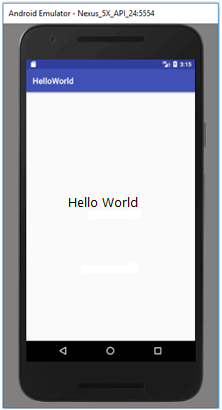 Android Emulator - Nexus_5X_API_24:5554
3:15
HelloWorld
Hello World